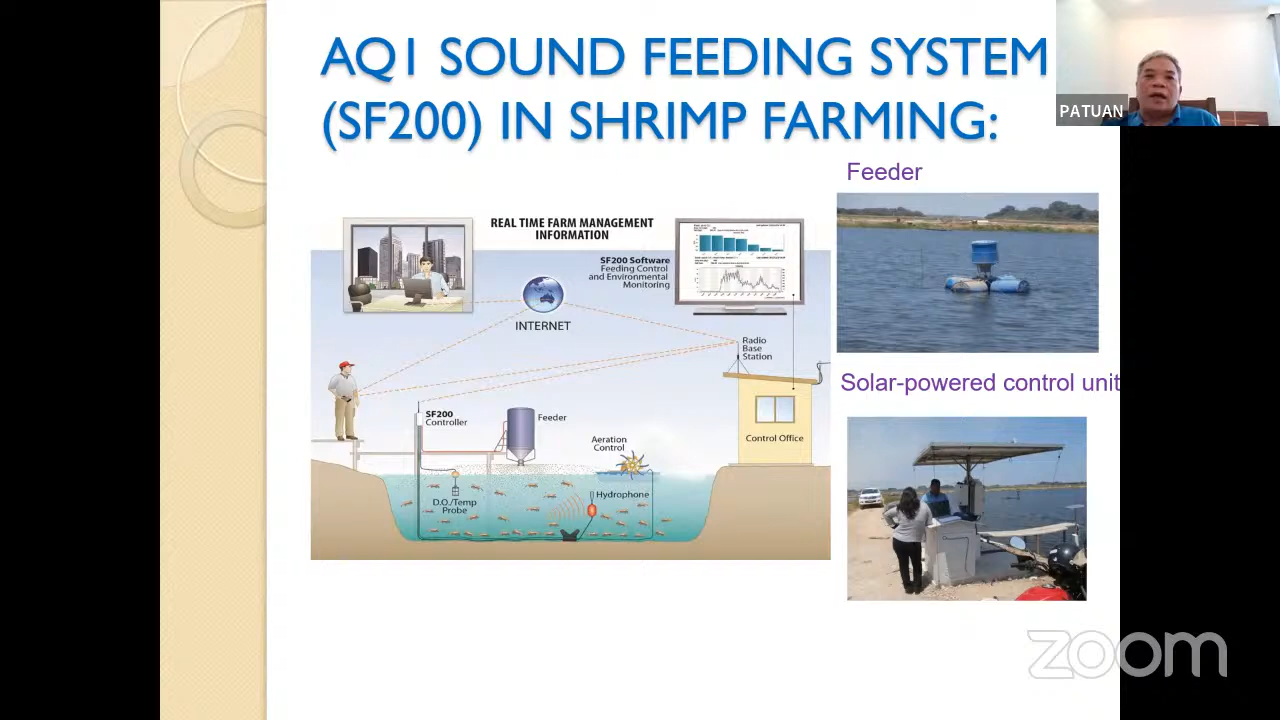 AQ1 SOUND FEEDING SYSTEM
(SF200) IN SHRIMP FARMING:
PATUAN
Feeder
REAL TIME FARM MANAGEMENT
INFORMATION
SF200 Software
Feeding Control
and Environmental
Monitoring
INTERNET
Radio
Base
Station
Solar-powered control unit
SF200
Controller
Feeder
Aeration
Control
Control Office
D.O./Temp
Probe
Hydrophone
zoom